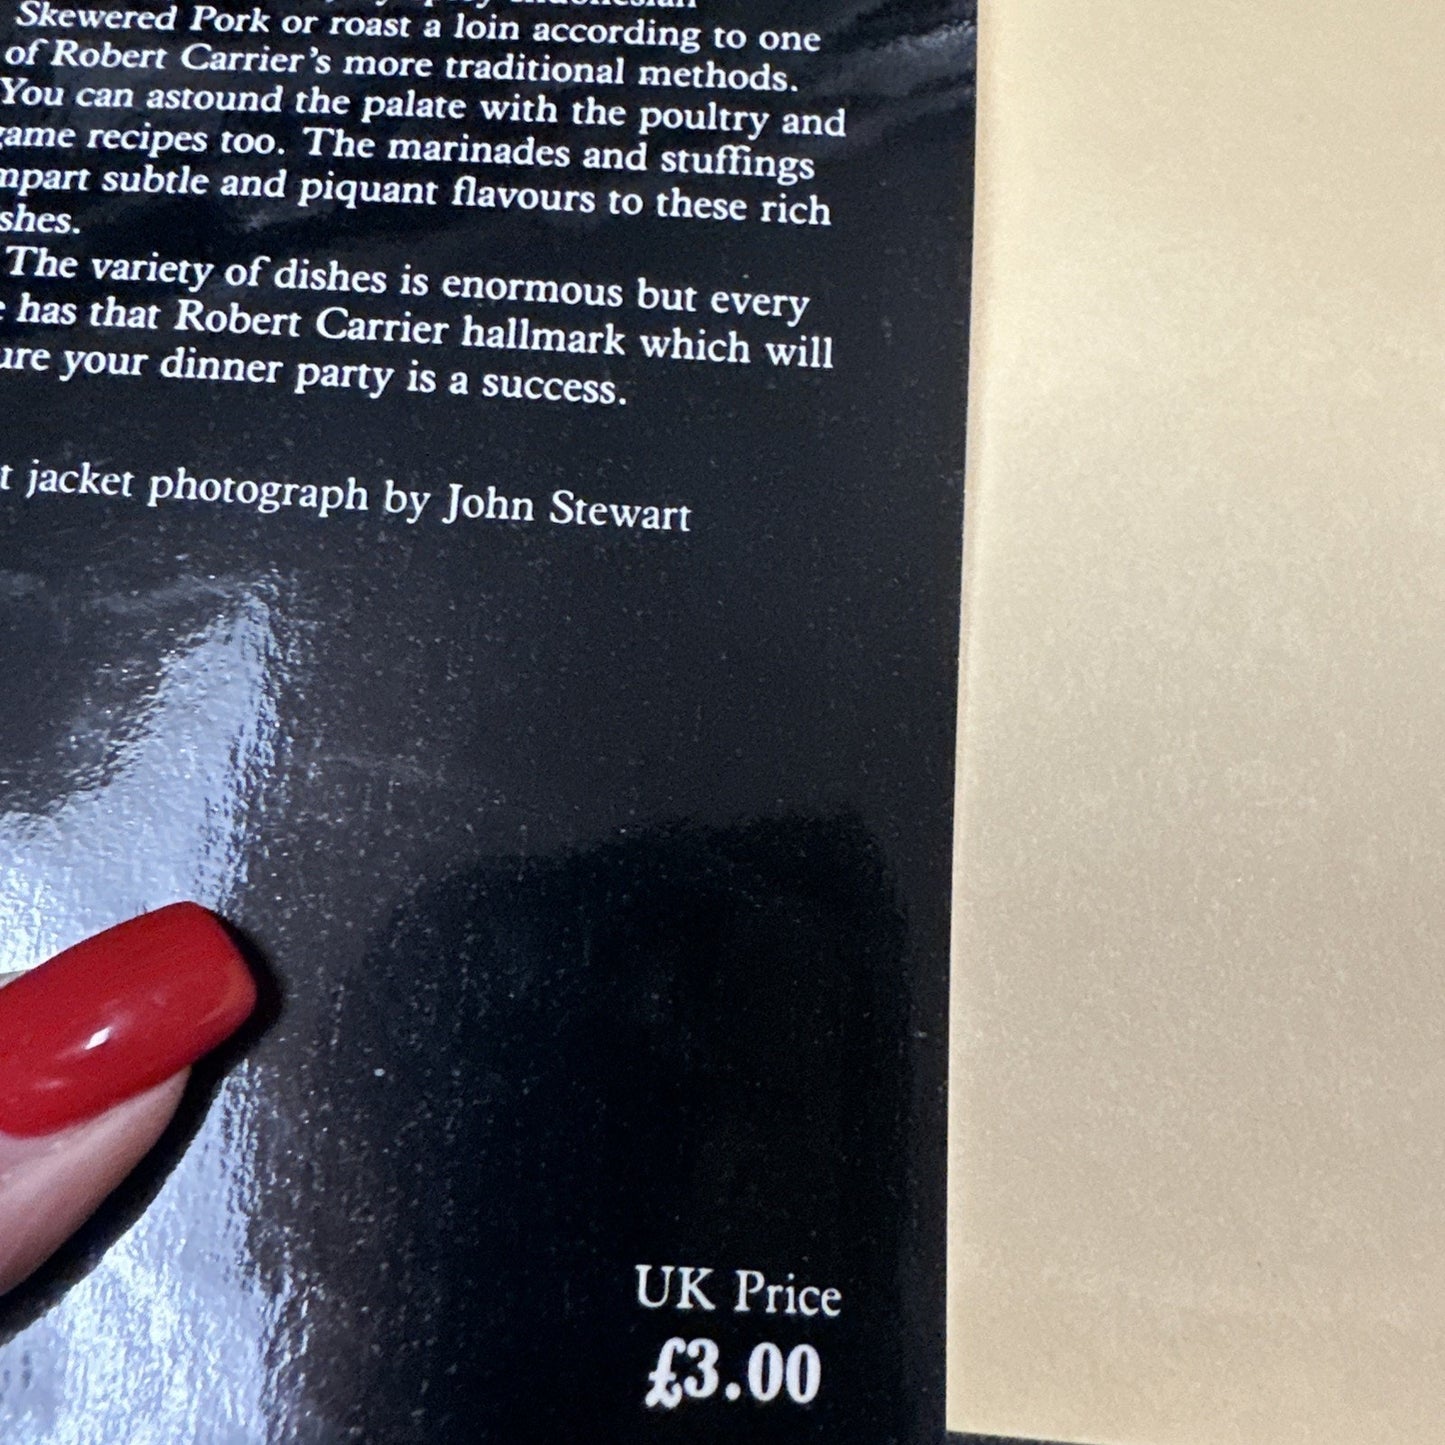 Skewered Pork or roast a loin according to one
of Robert Carrier's more traditional methods.
You can astound the palate with the poultry and
game recipes too. The marinades and stuffings
mpart subtle and piquant flavours to these rich
shes.
The variety of dishes is enormous but every
has that Robert Carrier hallmark which will
ure your dinner party is a success.
t jacket photograph by John Stewart
UK Price
£3.00